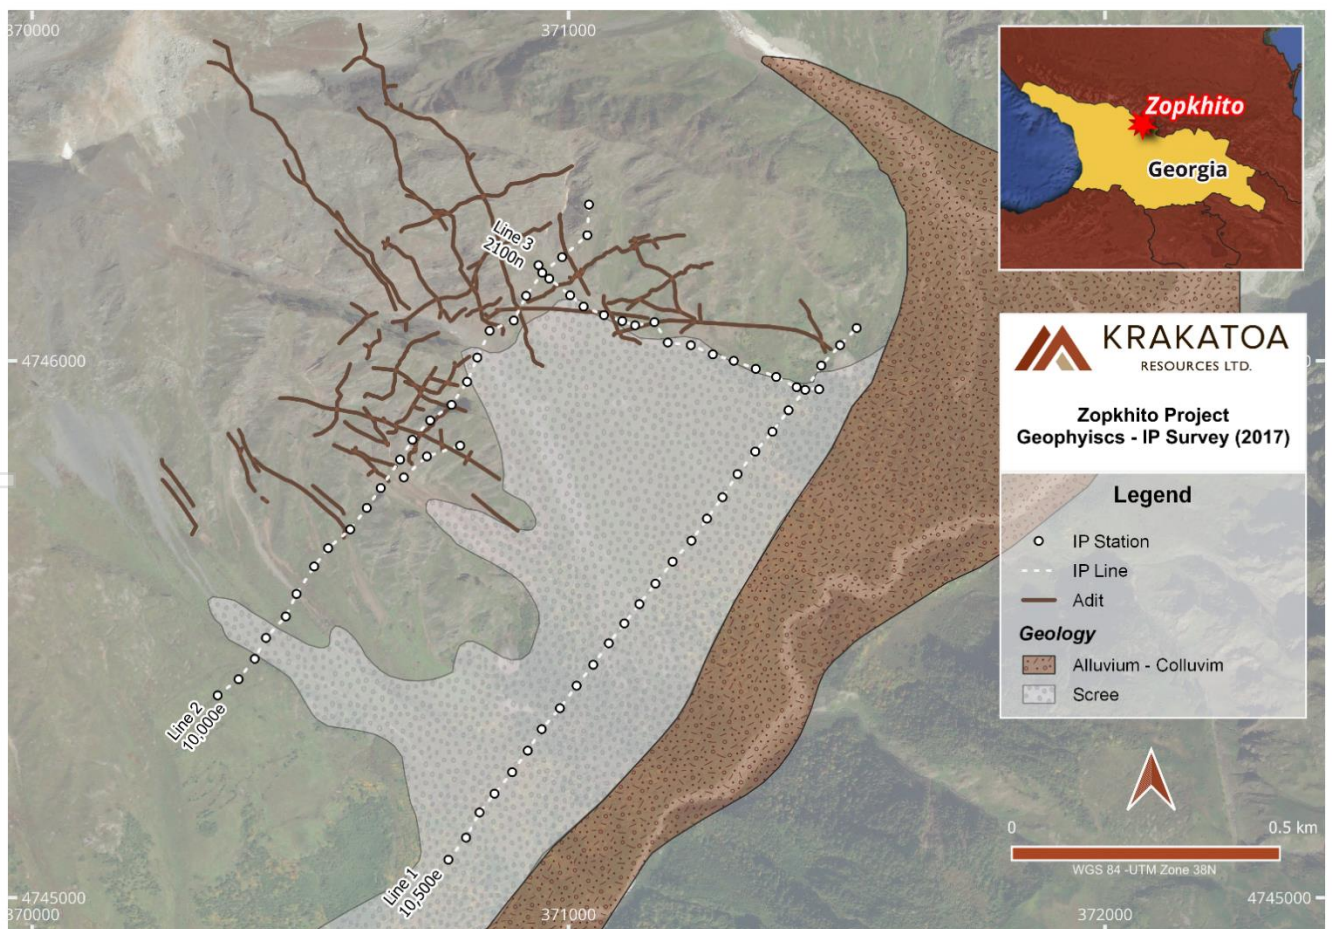 370000
371000
Zopkhito
Georgia
Line 3
2100n
4746000
KRAKATOA
RESOURCES LTD.
Zopkhito Project
Geophyiscs - IP Survey (2017)
Legend
IP Station
IP Line
Adit
Geology
Alluvium - Colluvim
Scree
Line 2
10,000e
Line 1
10,500e
0
0.5 km
WGS 84 -UTM Zone 38N
4745000
4745000
370000
371000
372000